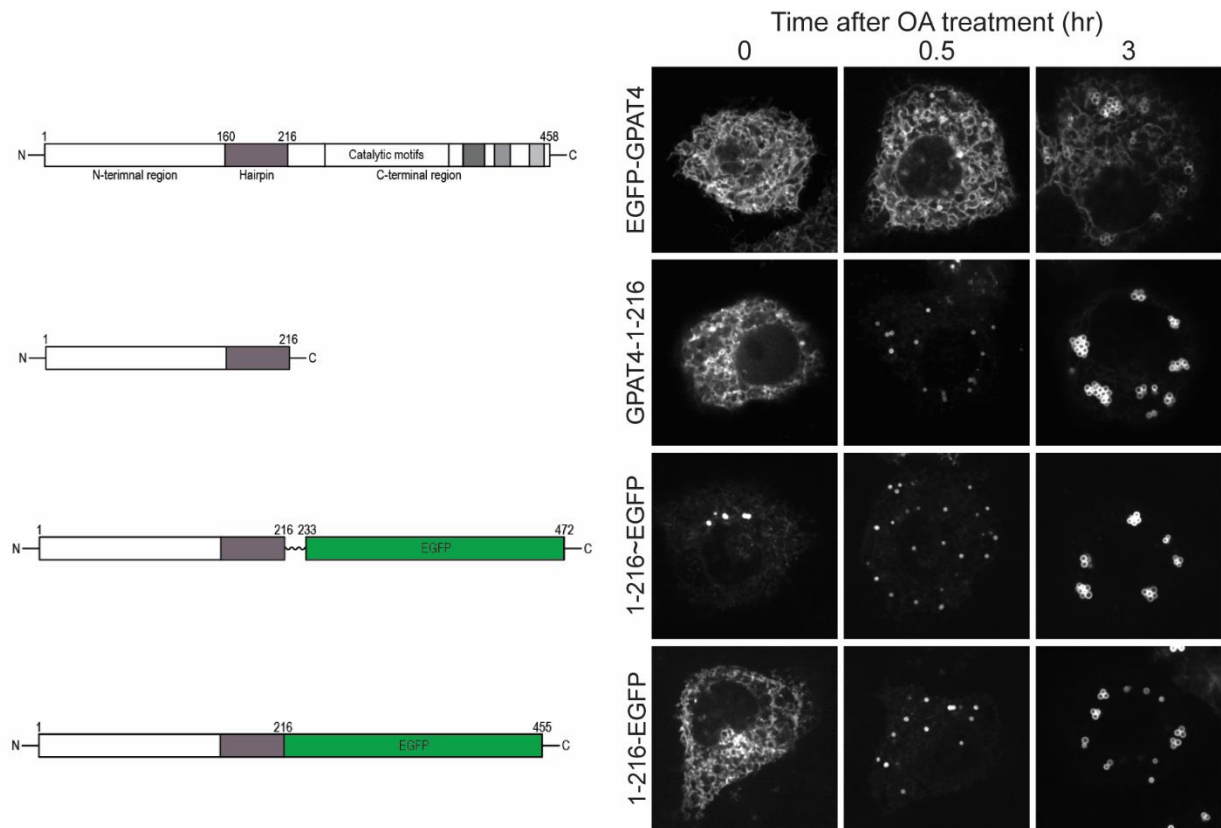 Time after OA treatment (hr)
0 0.5 3
1 160 216 458
N Catalytic motifs C
N-terimnal region Hairpin C-terminal region
EGFP-GPAT4
1 216
N C
GPAT4-1-216
1 216 233 472
N EGFP C
1-216~EGFP
1 216 455
N EGFP C
1-216-EGFP